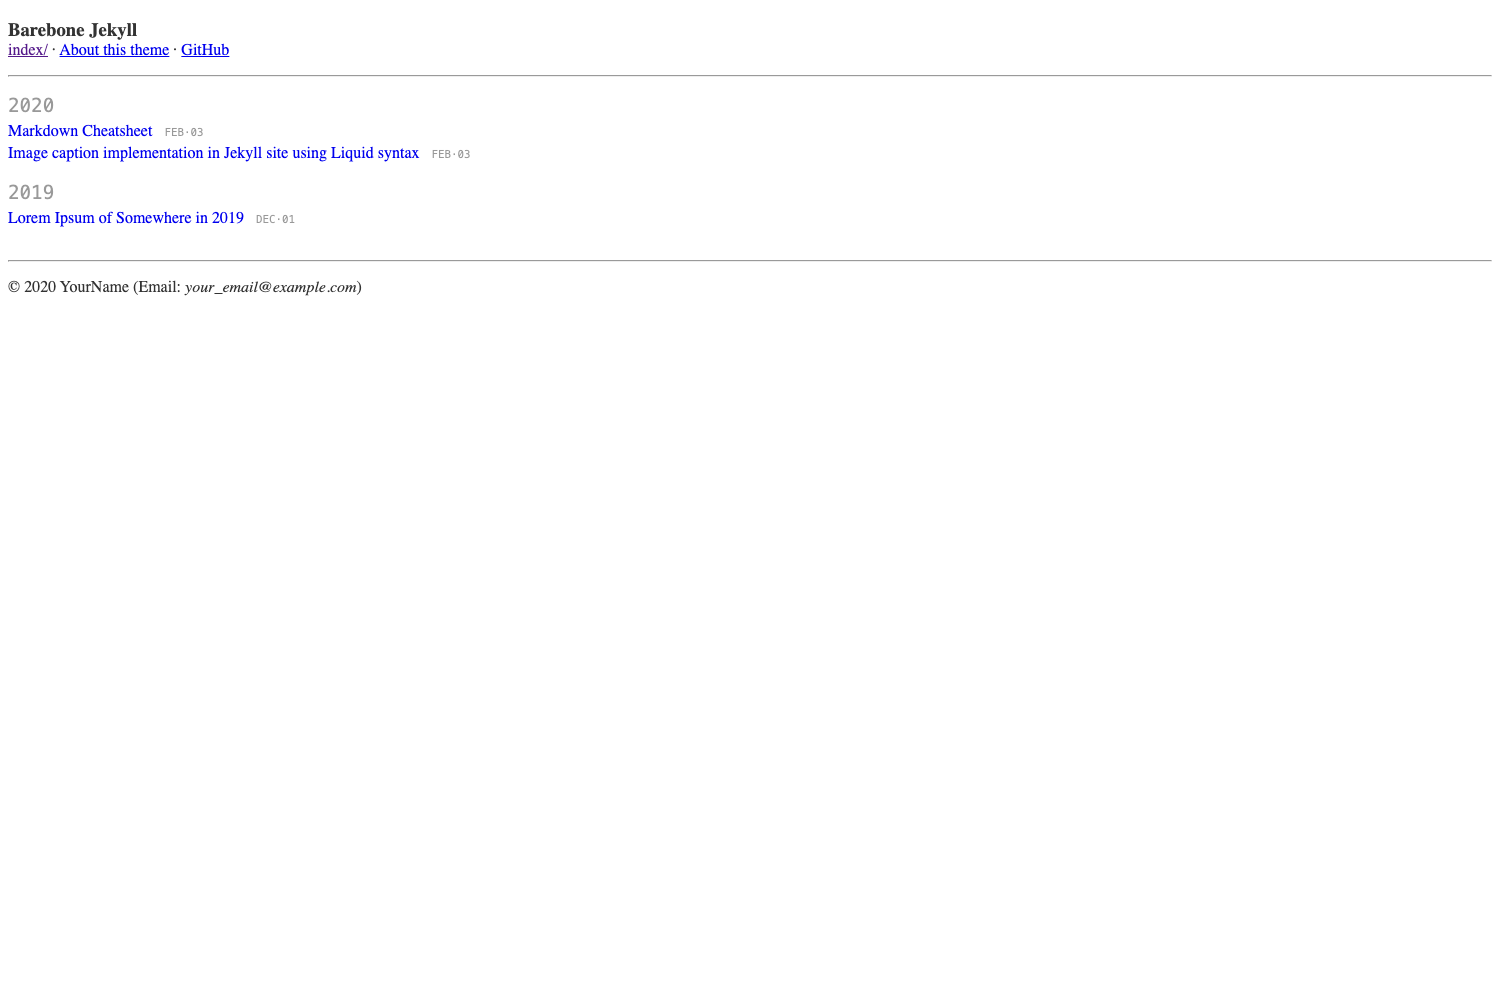 Barebone Jekyll
index/ · About this theme · GitHub
2020
Markdown Cheatsheet FEB·03
Image caption implementation in Jekyll site using Liquid syntax FEB·03
2019
Lorem Ipsum of Somewhere in 2019 DEC·01
© 2020 YourName (Email: your_email@example.com)